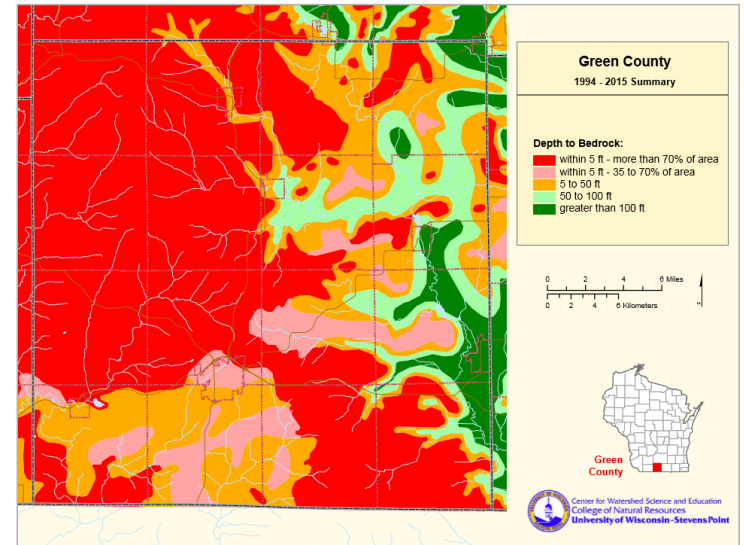 Green County
1994 - 2015 Summary
Depth to Bedrock:
within 5 ft - more than 70% of area
within 5 ft - 35 to 70% of area
5 to 50 ft
50 to 100 ft
greater than 100 ft
0 2 4 6 Miles
0 2 4 6 Kilometers
Green
County
Center for Watershed Science and Education
College of Natural Resources
University of Wisconsin - Stevens Point